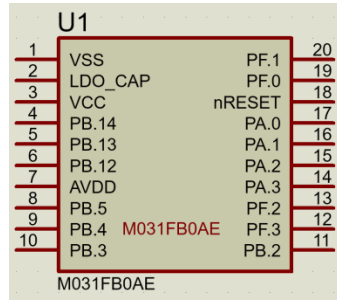 U1
1 VSS PF.1 20
2 LDO_CAP PF.0 19
3 VCC nRESET 18
4 PB.14 PA.0 17
5 PB.13 PA.1 16
6 PB.12 PA.2 15
7 AVDD PA.3 14
8 PB.5 PF.2 13
9 PB.4 M031FB0AE PF.3 12
10 PB.3 PB.2 11
M031FB0AE